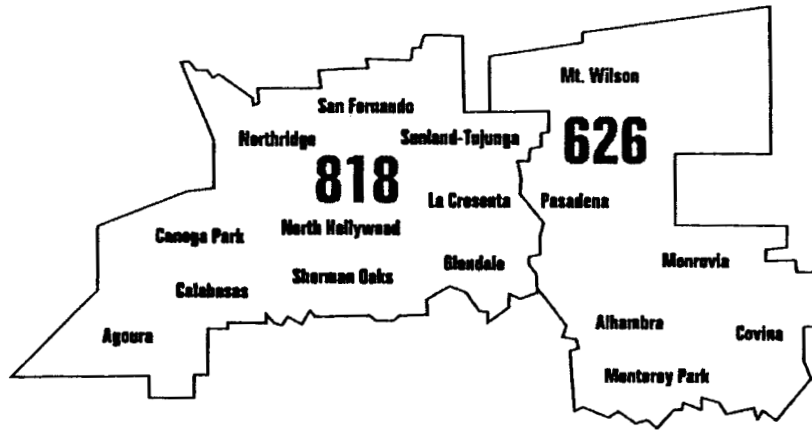 Mt. Wilson
San Fernando
Northridge
Sunland-Tujunga
626
818
La Cresenta
Pasadena
Canoga Park
North Hollywood
Monrovia
Glendale
Sherman Oaks
Calabasas
Alhambra
Agoura
Covina
Monterey Park